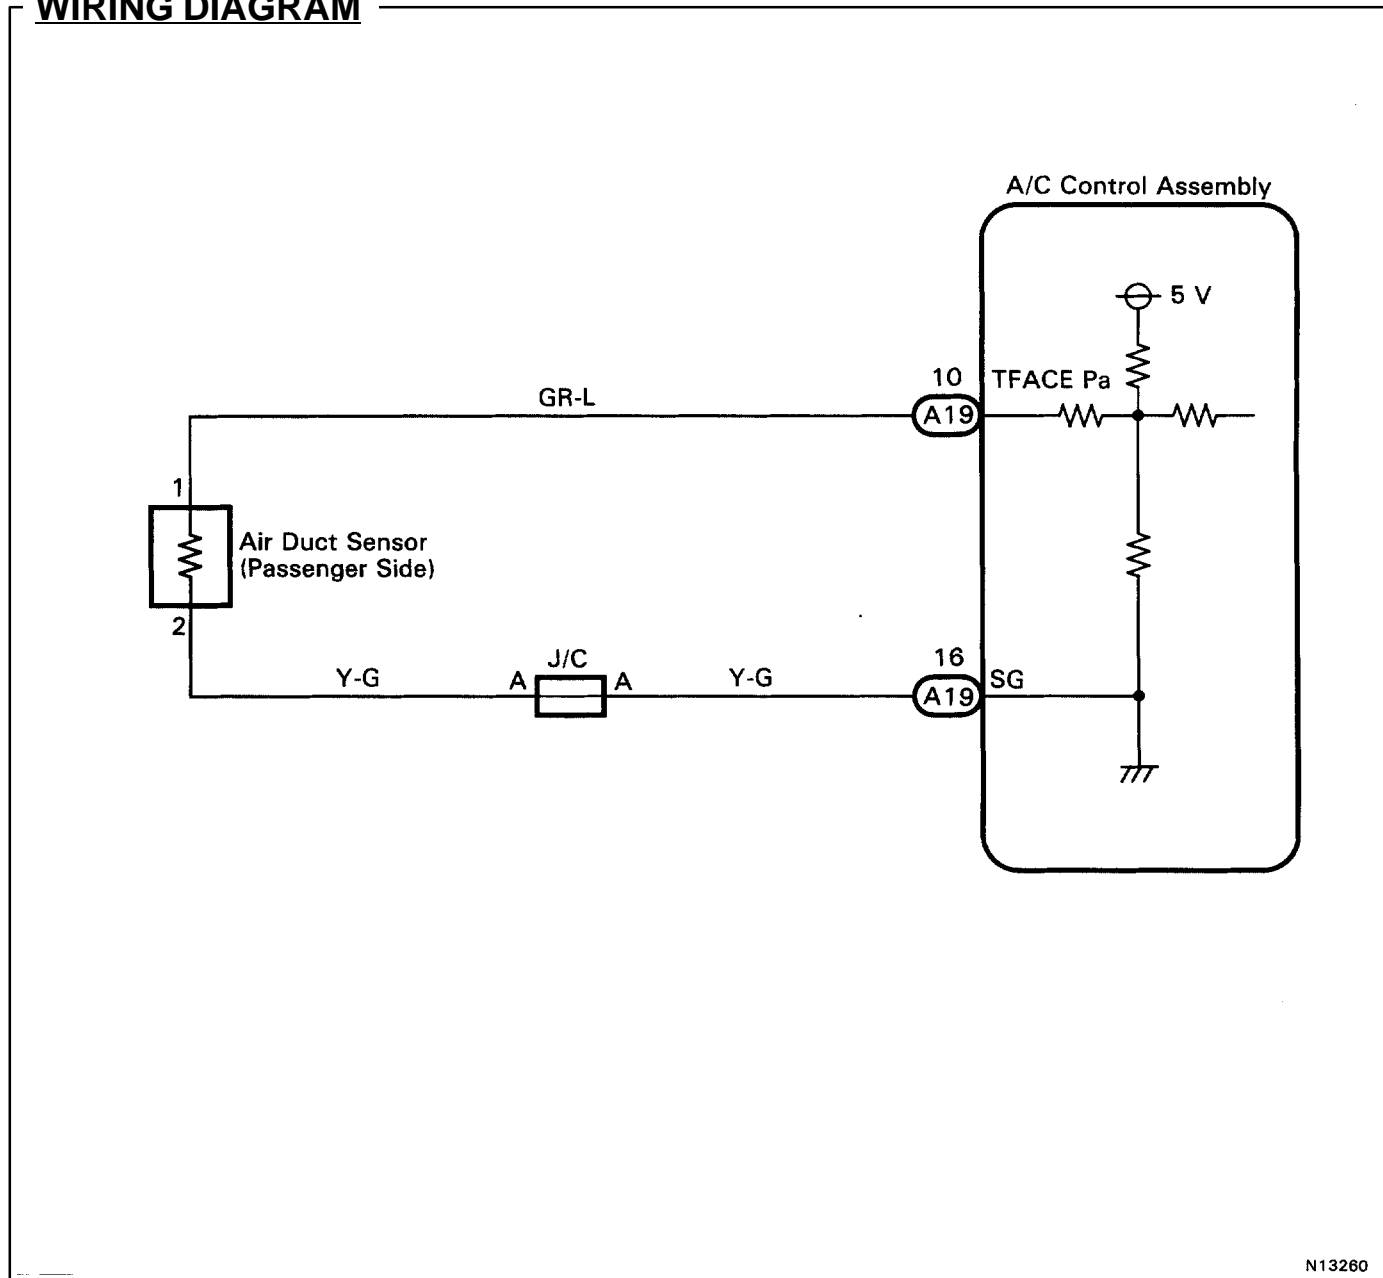 WIRING DIAGRAM
A/C Control Assembly
5 V
10
TFACE Pa
GR-L
A19
1
Air Duct Sensor
(Passenger Side)
2
J/C
16
Y-G
A
A
Y-G
SG
A19
N13260